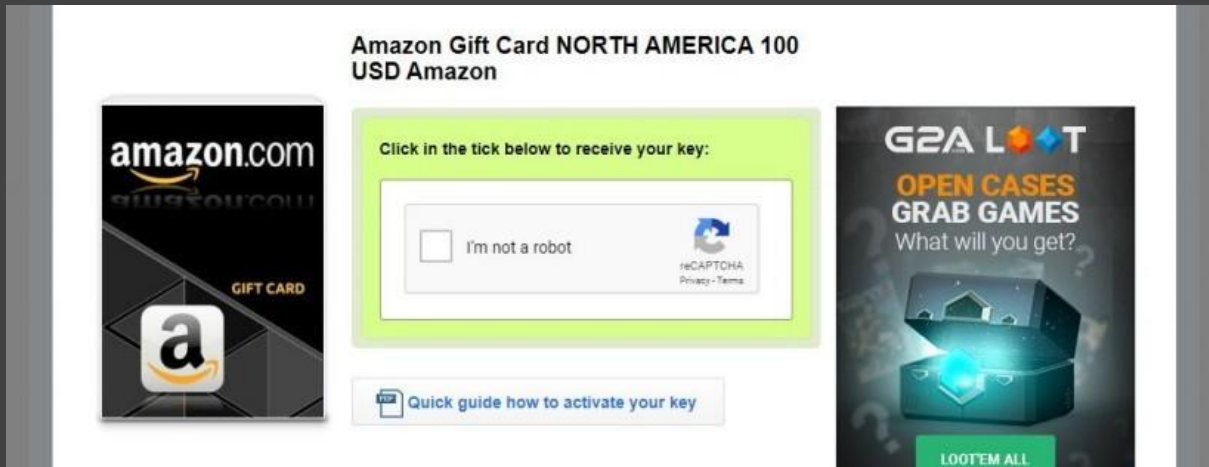 Amazon Gift Card NORTH AMERICA 100
USD Amazon
amazon.com
GIFT CARD
a
Click in the tick below to receive your key:
I'm not a robot
reCAPTCHA
Privacy - Terms
PDF
Quick guide how to activate your key
G2A LOOT
OPEN CASES
GRAB GAMES
What will you get?
LOOT'EM ALL